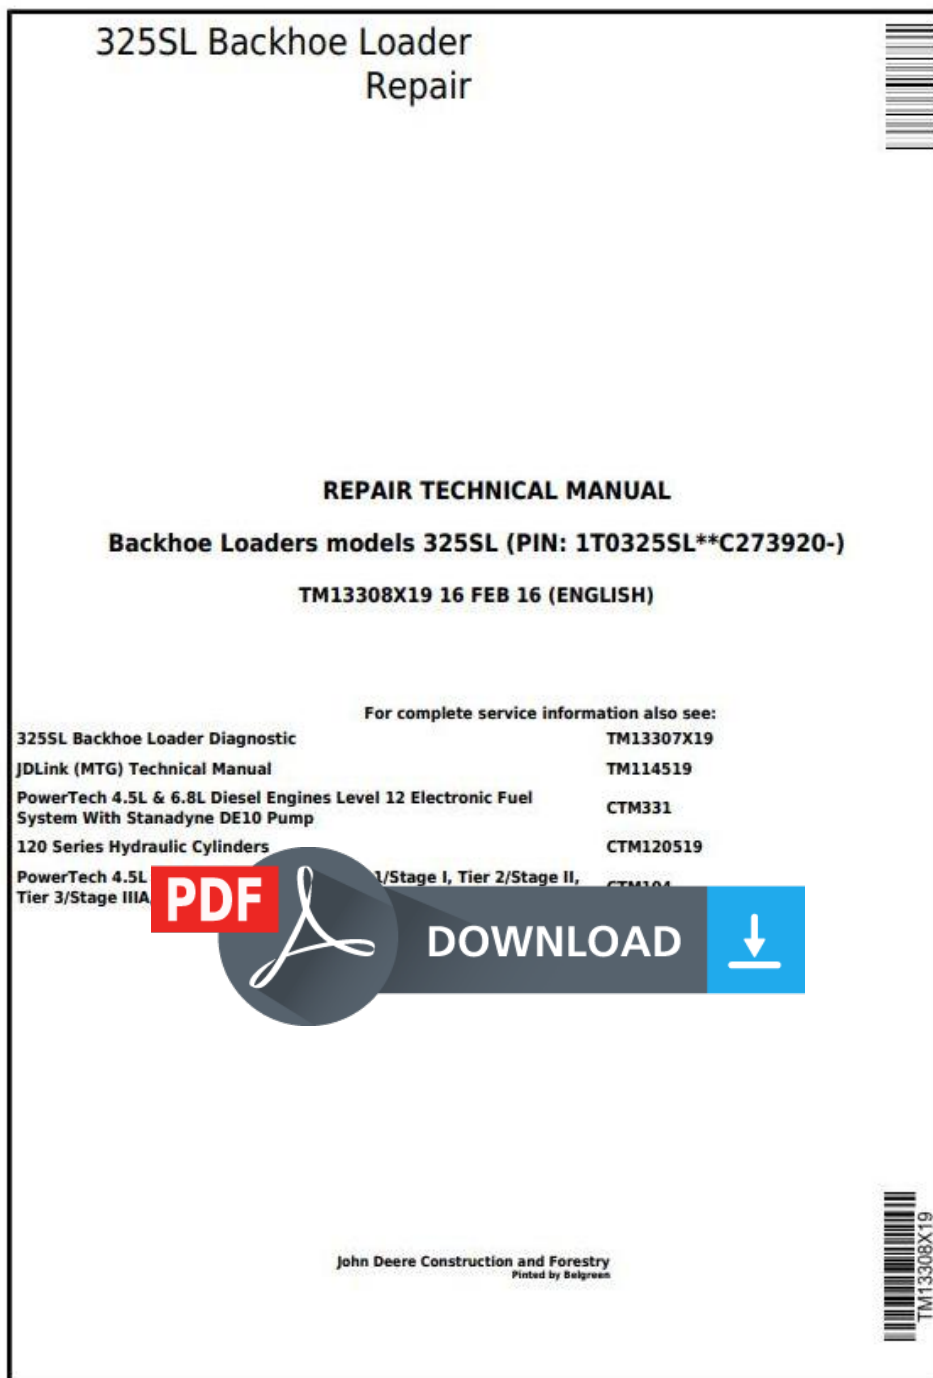 325SL Backhoe Loader
Repair
REPAIR TECHNICAL MANUAL
Backhoe Loaders models 325SL (PIN: 1T0325SL**C273920-)
TM13308X19 16 FEB 16 (ENGLISH)
For complete service information also see:
325SL Backhoe Loader Diagnostic TM13307X19
JDLink (MTG) Technical Manual TM114519
PowerTech 4.5L & 6.8L Diesel Engines Level 12 Electronic Fuel
System With Stanadyne DE10 Pump CTM331
120 Series Hydraulic Cylinders CTM120519
PowerTech 4.5L 1/Stage I, Tier 2/Stage II,
Tier 3/Stage IIIA, CTM104
PDF
DOWNLOAD
John Deere Construction and Forestry
Pinted by Belgreen
TM13308X19